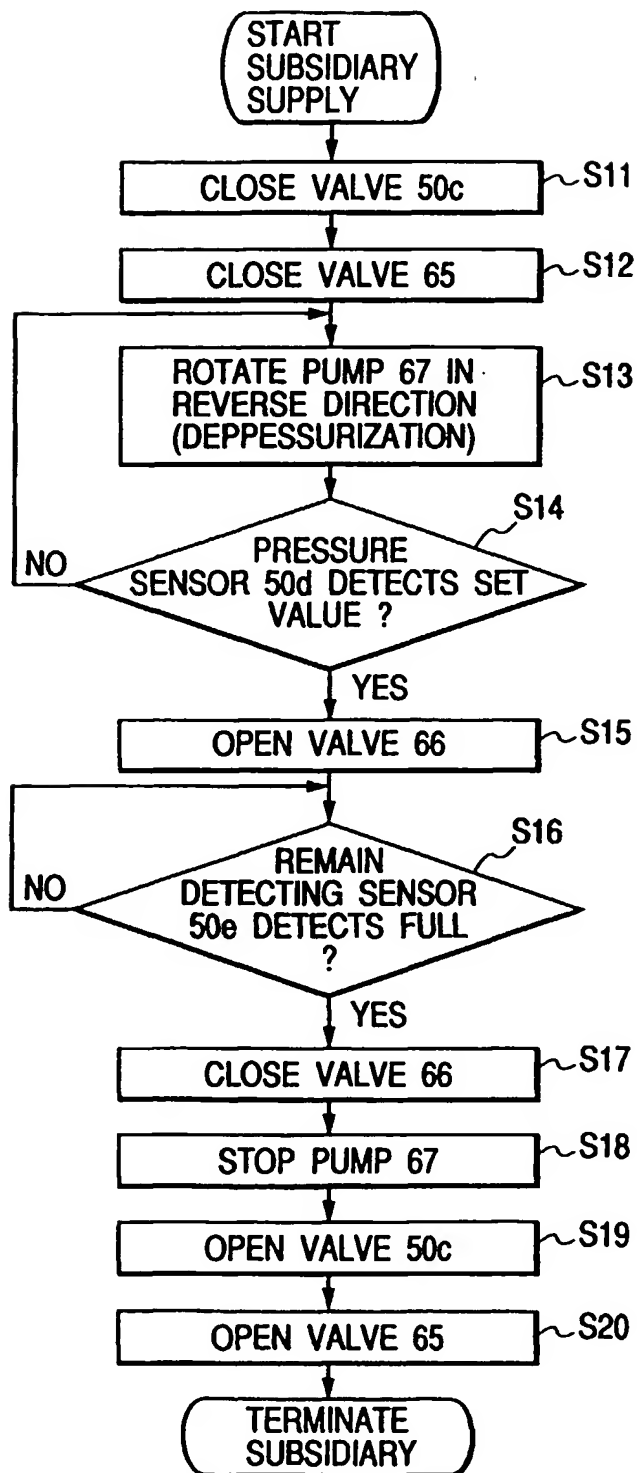 START
SUBSIDIARY
SUPPLY
CLOSE VALVE 50c
S11
CLOSE VALVE 65
S12
ROTATE PUMP 67 IN
REVERSE DIRECTION
(DEPPESSURIZATION)
S13
S14
PRESSURE
SENSOR 50d DETECTS SET
VALUE ?
NO
YES
OPEN VALVE 66
S15
S16
REMAIN
DETECTING SENSOR
50e DETECTS FULL
?
NO
YES
CLOSE VALVE 66
S17
STOP PUMP 67
S18
OPEN VALVE 50c
S19
OPEN VALVE 65
S20
TERMINATE
SUBSIDIARY